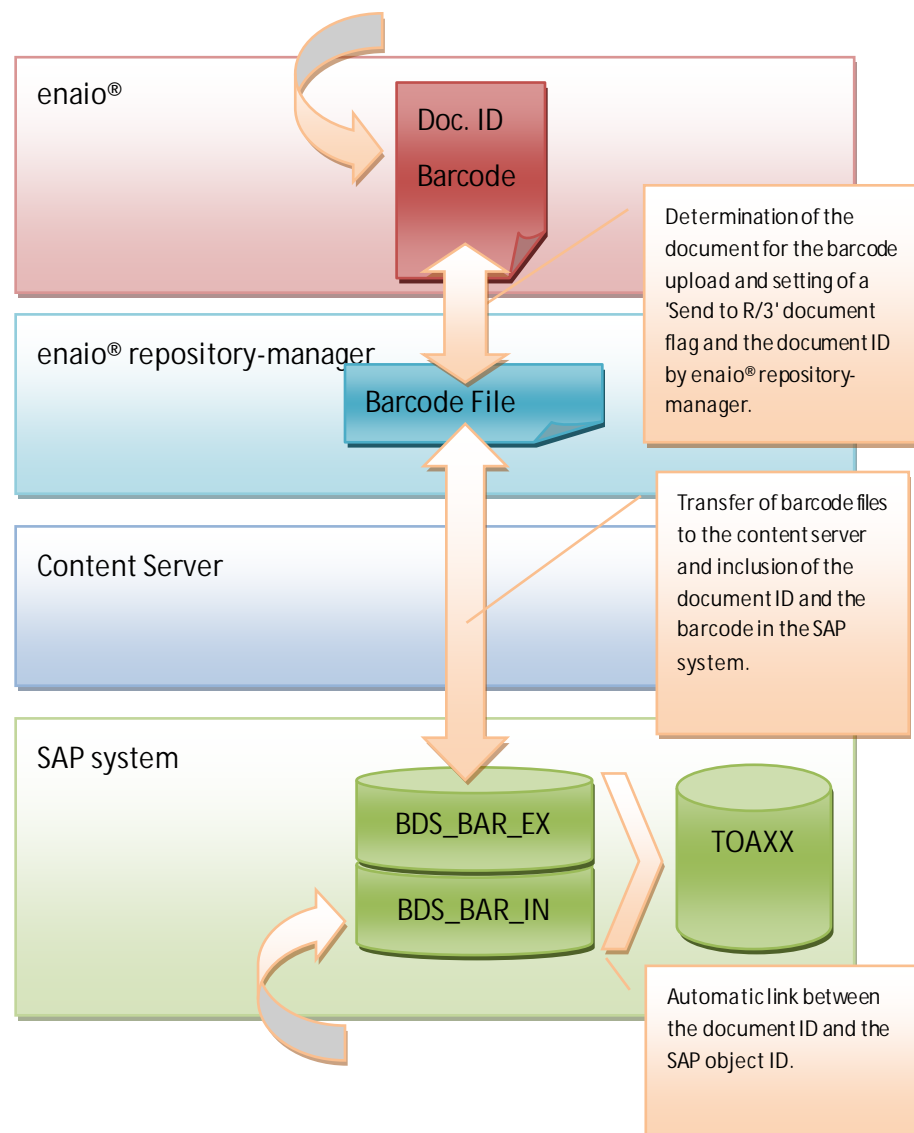 enaio®
Doc. ID
Barcode
Determination of the
document for the barcode
upload and setting of a
'Send to R/3' document
flag and the document ID
by enaio® repository-
manager.
enaio® repository-manager
Barcode File
Transfer of barcode files
to the content server
and inclusion of the
document ID and the
barcode in the SAP
system.
Content Server
SAP system
BDS_BAR_EX
BDS_BAR_IN
TOAXX
Automatic link between
the document ID and the
SAP object ID.